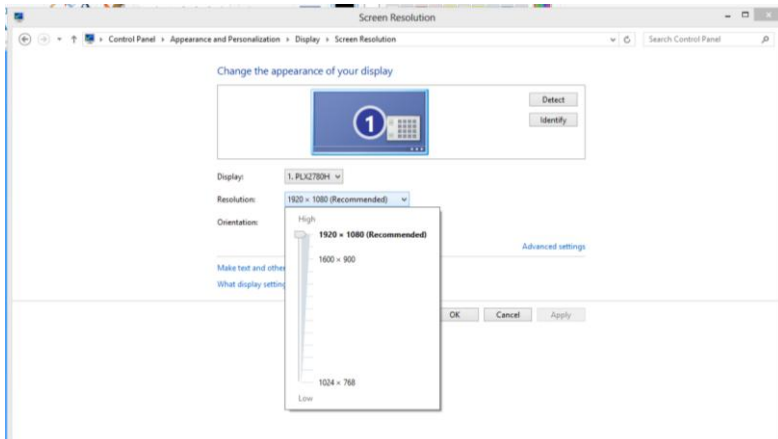 Screen Resolution
Control Panel ▸ Appearance and Personalization ▸ Display ▸ Screen Resolution
Search Control Panel
Change the appearance of your display
1
Detect
Identify
Display:
1. PLX2780H
Resolution:
1920 × 1080 (Recommended)
Orientation:
High
1920 × 1080 (Recommended)
1600 × 900
1024 × 768
Low
Advanced settings
Make text and other
What display setting
OK
Cancel
Apply